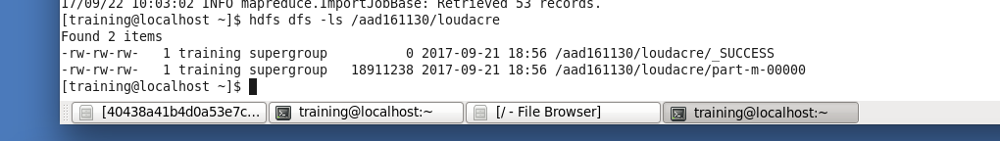 17/09/22 10:03:02 INFO mapreduce.ImportJobBase: Retrieved 53 records.
[training@localhost ~]$ hdfs dfs -ls /aad161130/loudacre
Found 2 items
-rw-rw-rw-   1 training supergroup          0 2017-09-21 18:56 /aad161130/loudacre/_SUCCESS
-rw-rw-rw-   1 training supergroup   18911238 2017-09-21 18:56 /aad161130/loudacre/part-m-00000
[training@localhost ~]$
[40438a41b4d0a53e7c... training@localhost:~ [/ - File Browser] training@localhost:~